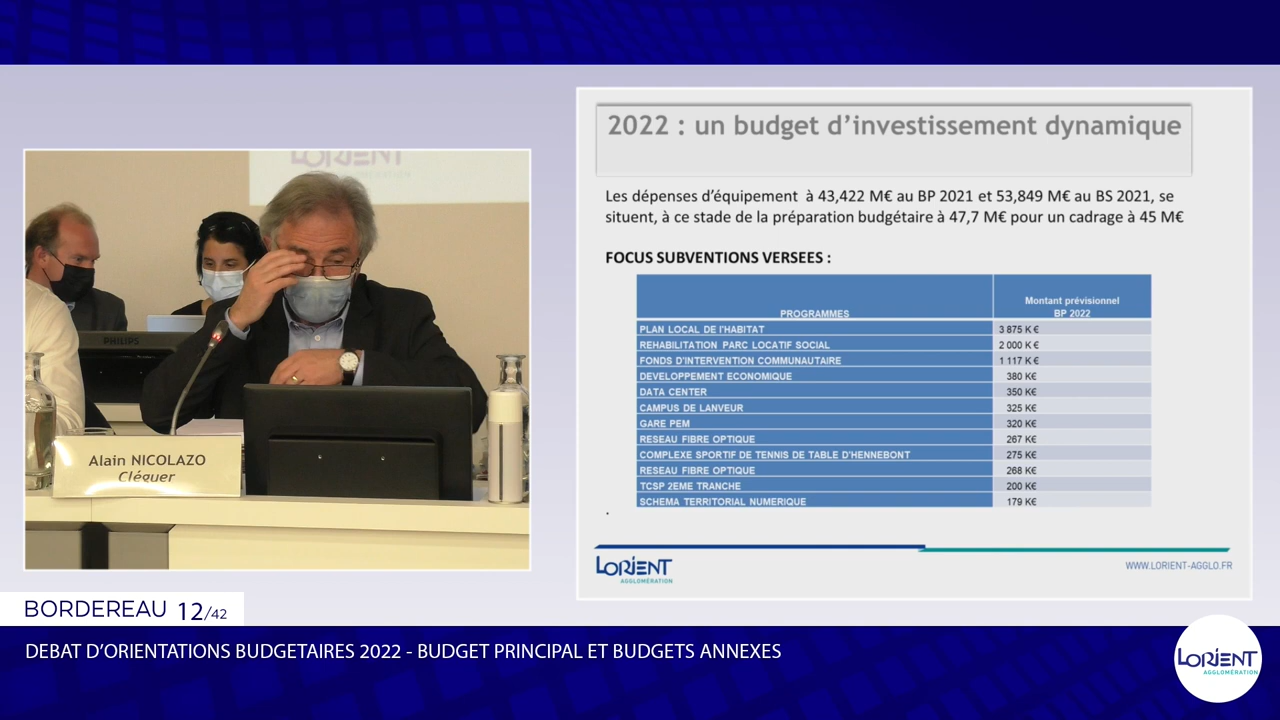 LORIENT
PHILIPS
Alain NICOLAZO
Cléguer
2022 : un budget d’investissement dynamique
Les dépenses d’équipement à 43,422 M€ au BP 2021 et 53,849 M€ au BS 2021, se
situent, à ce stade de la préparation budgétaire à 47,7 M€ pour un cadrage à 45 M€
FOCUS SUBVENTIONS VERSEES :
PROGRAMMES Montant prévisionnel BP 2022
PLAN LOCAL DE l'HABITAT 3 875 K €
REHABILITATION PARC LOCATIF SOCIAL 2 000 K €
FONDS D'INTERVENTION COMMUNAUTAIRE 1 117 K €
DEVELOPPEMENT ECONOMIQUE 380 K€
DATA CENTER 350 K€
CAMPUS DE LANVEUR 325 K€
GARE PEM 320 K€
RESEAU FIBRE OPTIQUE 267 K€
COMPLEXE SPORTIF DE TENNIS DE TABLE D'HENNEBONT 275 K€
RESEAU FIBRE OPTIQUE 268 K€
TCSP 2EME TRANCHE 200 K€
SCHEMA TERRITORIAL NUMERIQUE 179 K€
.
LORIENT
AGGLOMÉRATION
WWW.LORIENT-AGGLO.FR
BORDEREAU 12/42
DEBAT D’ORIENTATIONS BUDGETAIRES 2022 - BUDGET PRINCIPAL ET BUDGETS ANNEXES
LORIENT
AGGLOMÉRATION